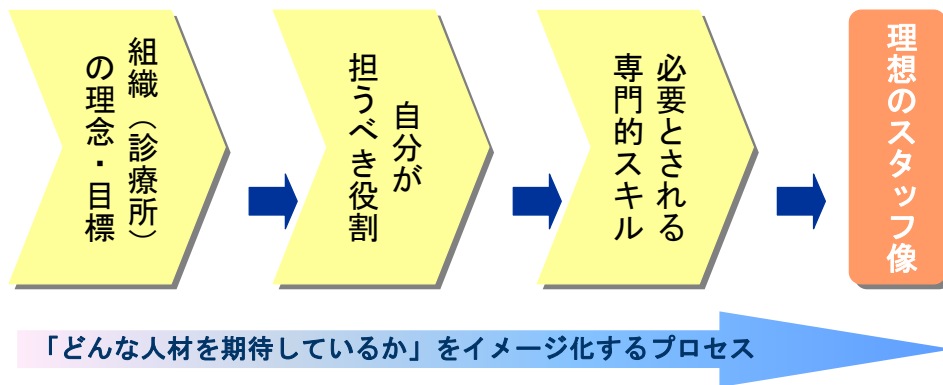 組織（診療所）
の理念・目標
自分が
担うべき役割
必要とされる
専門的スキル
理想のスタッフ像
「どんな人材を期待しているか」をイメージ化するプロセス